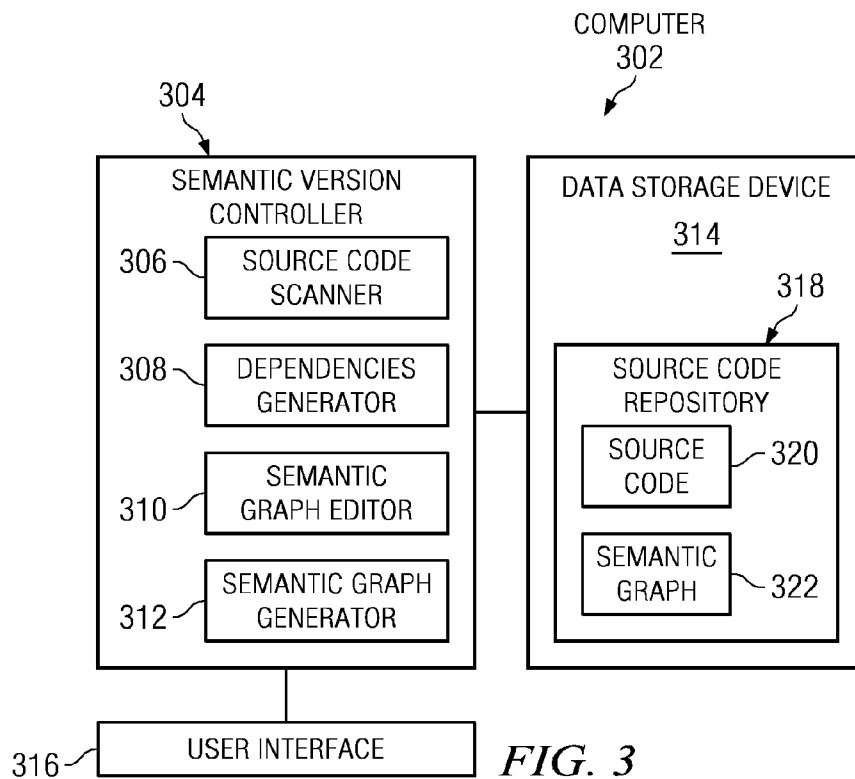 COMPUTER
302
304
SEMANTIC VERSION
CONTROLLER
306
SOURCE CODE
SCANNER
308
DEPENDENCIES
GENERATOR
310
SEMANTIC
GRAPH EDITOR
312
SEMANTIC GRAPH
GENERATOR
DATA STORAGE DEVICE
314
318
SOURCE CODE
REPOSITORY
SOURCE
CODE
320
SEMANTIC
GRAPH
322
316
USER INTERFACE
FIG. 3